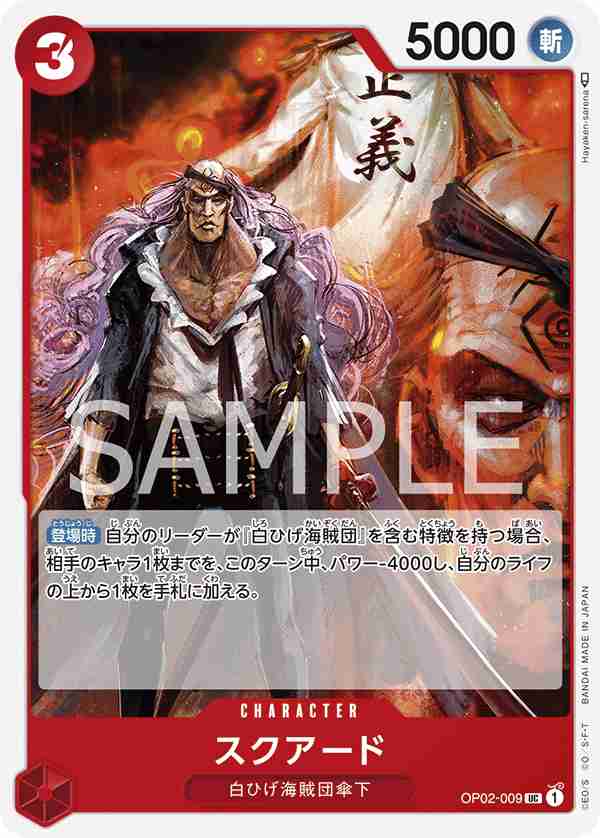 3
5000
斬
正義
Hayaken-sarena
SAMPLE
登場時 自分のリーダーが『白ひげ海賊団』を含む特徴を持つ場合、
相手のキャラ1枚までを、このターン中、パワー-4000し、自分のライフ
の上から1枚を手札に加える。
CHARACTER
スクアード
白ひげ海賊団傘下
OP02-009 UC 1
©E.O/S ©O./S・F・T BANDAI MADE IN JAPAN